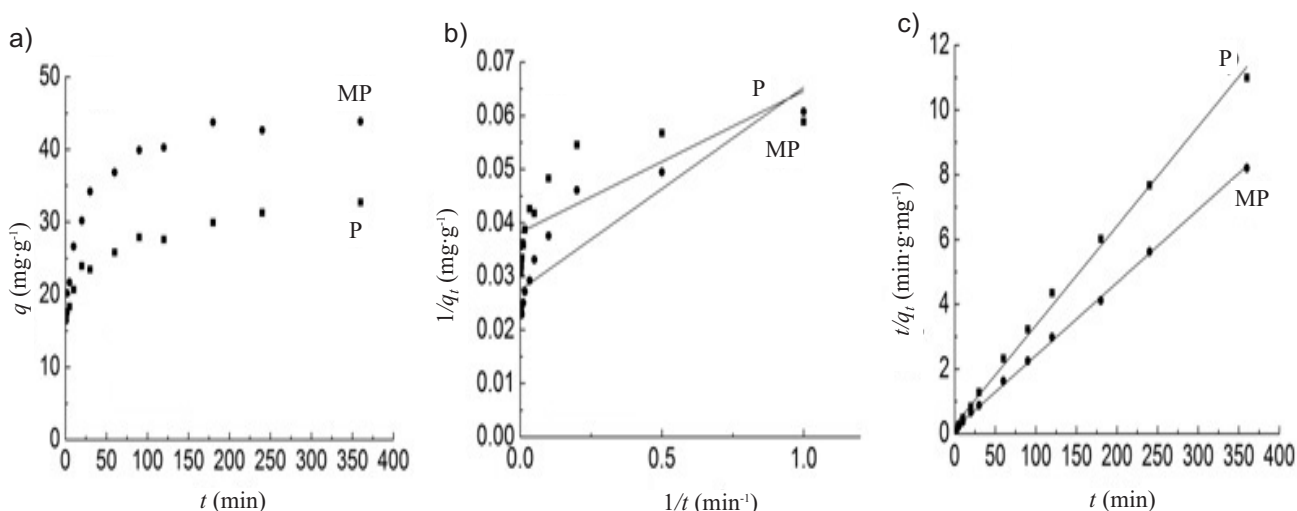 a)
50
40
30
20
10
0
q (mg·g⁻¹)
MP
P
0 50 100 150 200 250 300 350 400
t (min)
b)
0.07
0.06
0.05
0.04
0.03
0.02
0.01
0.00
1/qₜ (mg·g⁻¹)
P
MP
0.0 0.5 1.0
1/t (min⁻¹)
c)
12
10
8
6
4
2
0
t/qₜ (min·g·mg⁻¹)
P
MP
0 50 100 150 200 250 300 350 400
t (min)